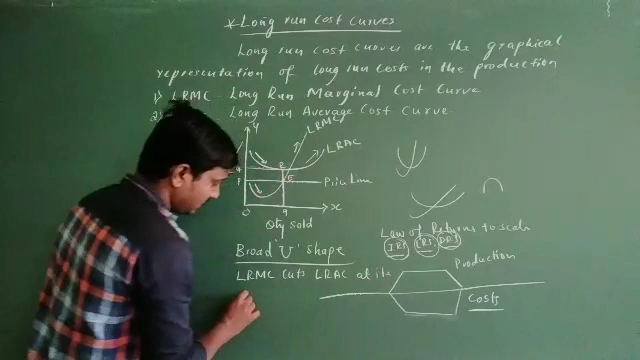 * Long run cost curves
Long run cost curves are the graphical
representation of long run costs in the production
1) LRMC - Long Run Marginal Cost Curve
2) Long Run Average Cost Curve
Y
LRMC
LRAC
R
E
P
Price Line
O
q
X
Qty sold
Law of Returns to scale
IRS CRS DRS
Broad "U" shape
Production
LRMC cuts LRAC at its
Costs